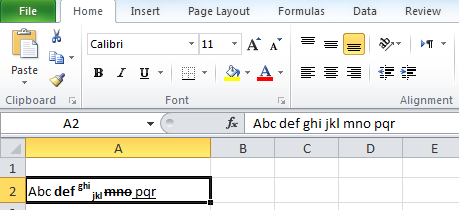 File Home Insert Page Layout Formulas Data
Calibri 11 A A
Paste B I U A ¶
Clipboard Font Alignment
A2 fx Abc def ghi jkl mno pqr
A B C D E
1
2 Abc def ghi jkl mno pqr